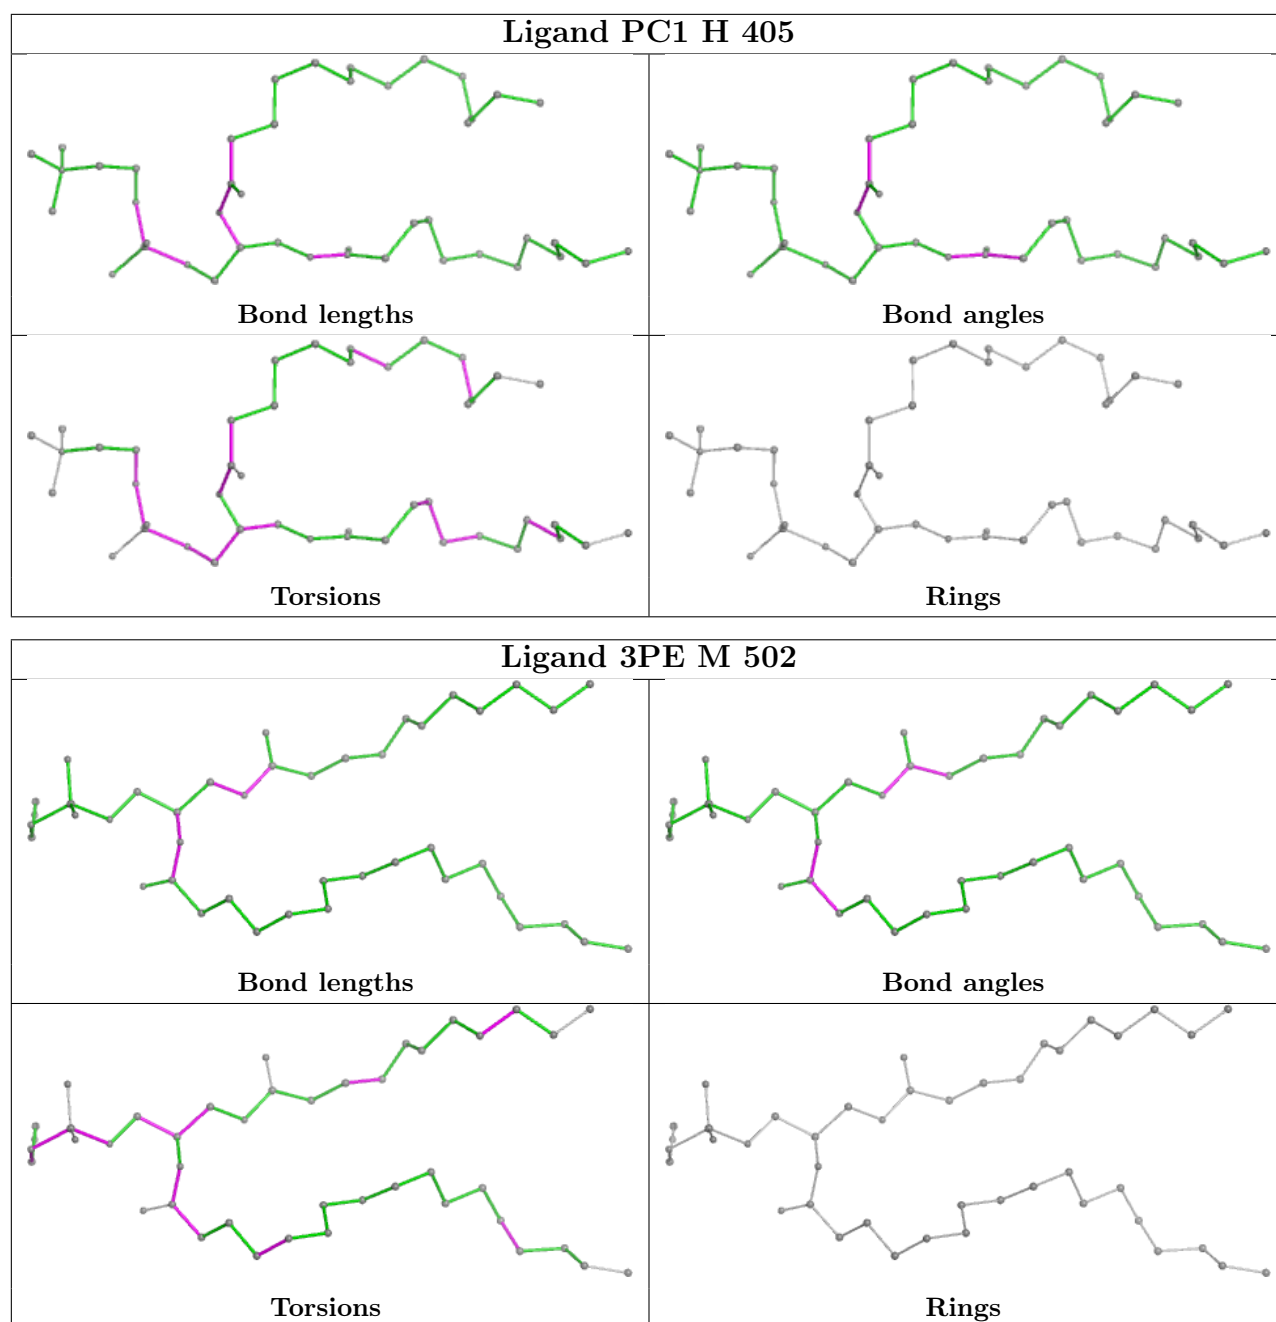 Ligand PC1 H 405
Bond lengths
Bond angles
Torsions
Rings
Ligand 3PE M 502
Bond lengths
Bond angles
Torsions
Rings